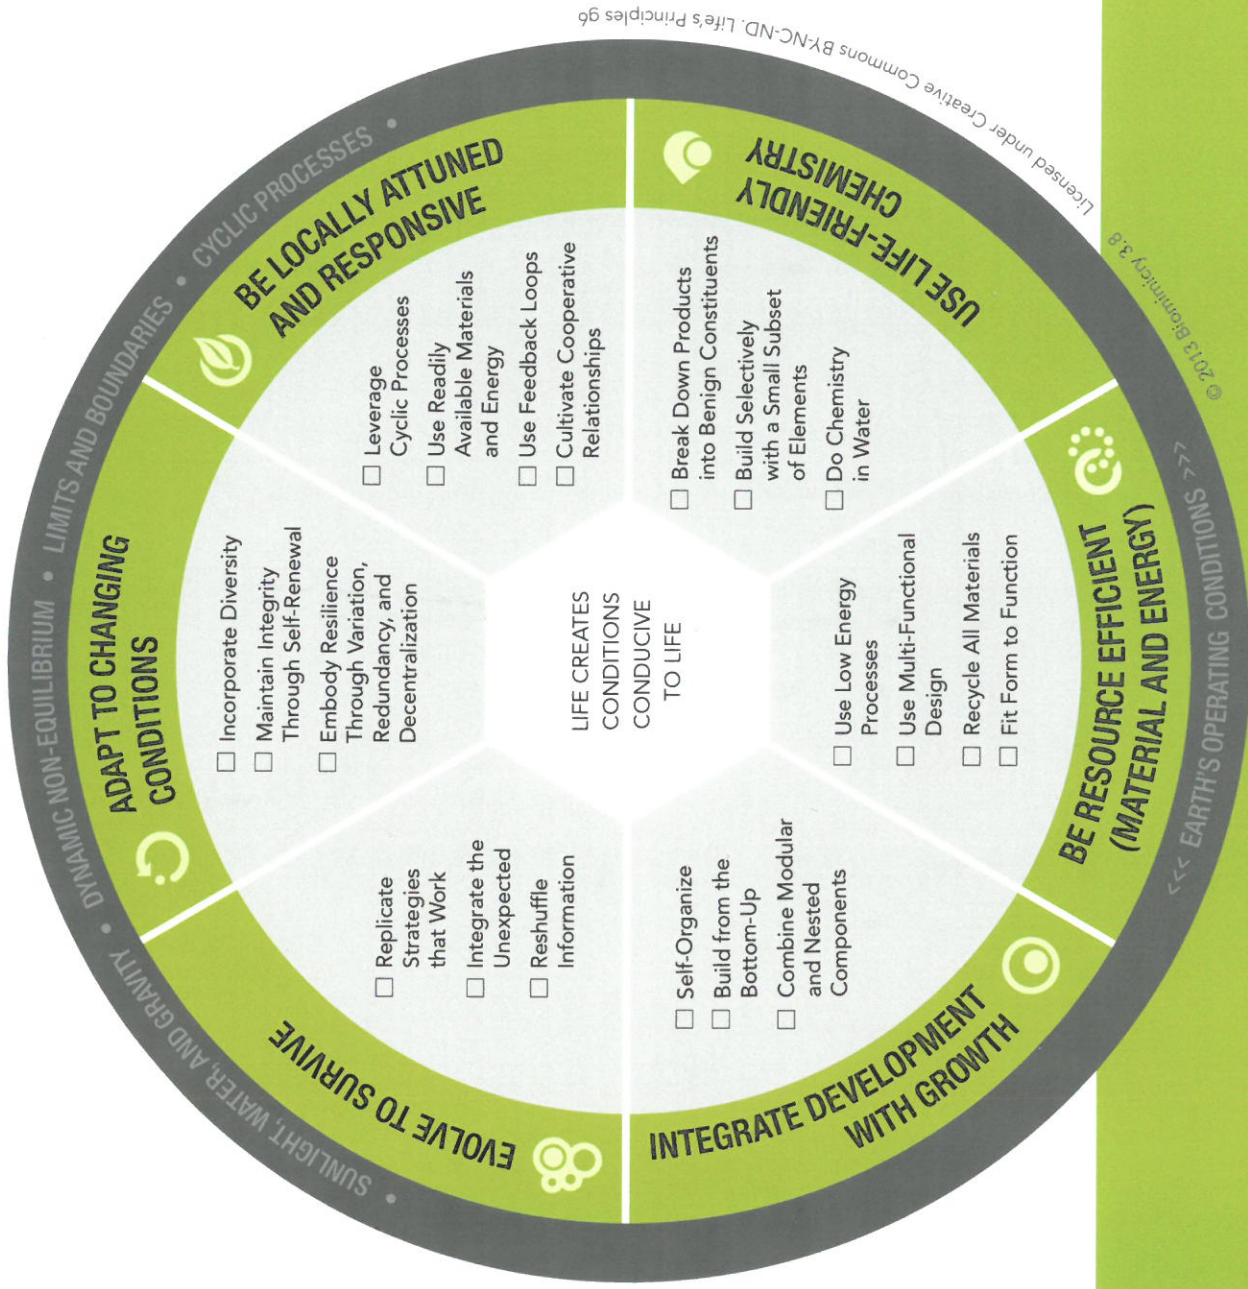 • SUNLIGHT, WATER, AND GRAVITY • DYNAMIC NON-EQUILIBRIUM • LIMITS AND BOUNDARIES • CYCLIC PROCESSES •
EVOLVE TO SURVIVE
☐ Replicate
Strategies
that Work
☐ Integrate the
Unexpected
☐ Reshuffle
Information
ADAPT TO CHANGING
CONDITIONS
☐ Incorporate Diversity
☐ Maintain Integrity
Through Self-Renewal
☐ Embody Resilience
Through Variation,
Redundancy, and
Decentralization
BE LOCALLY ATTUNED
AND RESPONSIVE
☐ Leverage
Cyclic Processes
☐ Use Readily
Available Materials
and Energy
☐ Use Feedback Loops
☐ Cultivate Cooperative
Relationships
LIFE CREATES
CONDITIONS
CONDUCIVE
TO LIFE
INTEGRATE DEVELOPMENT
WITH GROWTH
☐ Self-Organize
☐ Build from the
Bottom-Up
☐ Combine Modular
and Nested
Components
BE RESOURCE EFFICIENT
(MATERIAL AND ENERGY)
☐ Use Low Energy
Processes
☐ Use Multi-Functional
Design
☐ Recycle All Materials
☐ Fit Form to Function
USE LIFE-FRIENDLY
CHEMISTRY
☐ Break Down Products
into Benign Constituents
☐ Build Selectively
with a Small Subset
of Elements
☐ Do Chemistry
in Water
<<< EARTH'S OPERATING CONDITIONS >>>
© 2013 Biomimicry 3.8
Licensed under Creative Commons BY-NC-ND. Life's Principles g6